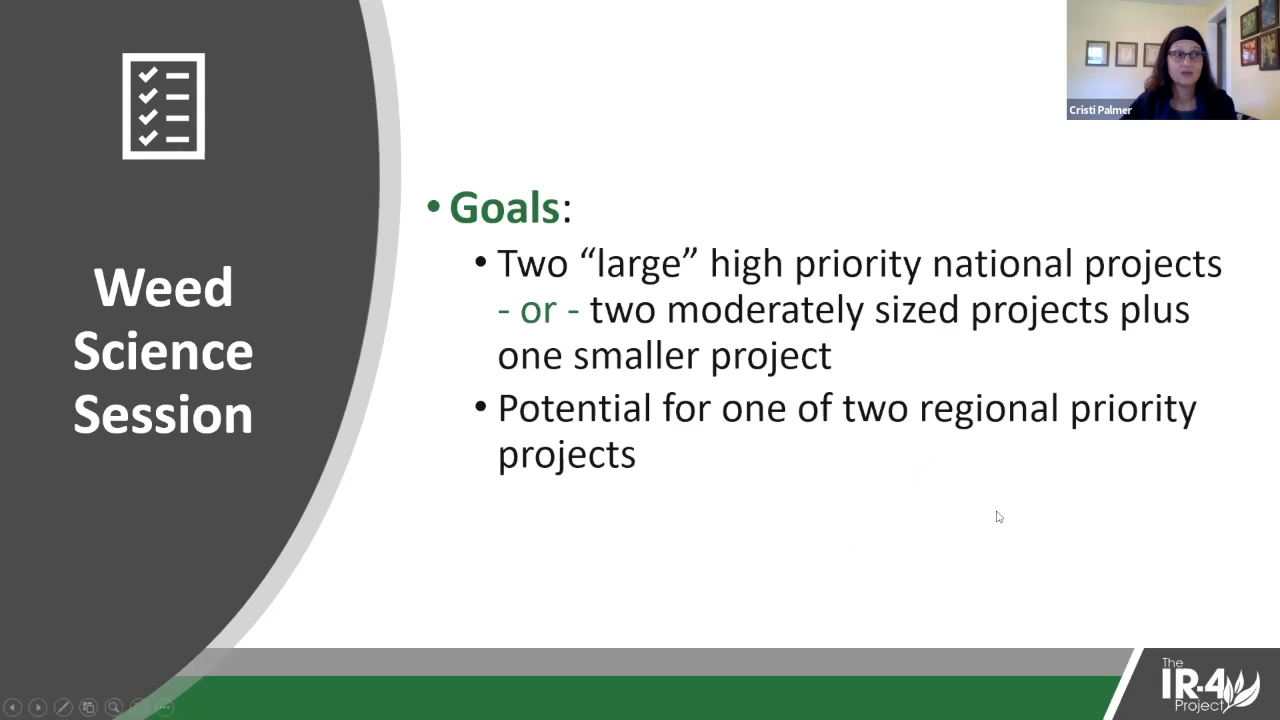 Cristi Palmer
Weed
Science
Session
• Goals:
• Two “large” high priority national projects
- or - two moderately sized projects plus
one smaller project
• Potential for one of two regional priority
projects
The
IR-4
Project